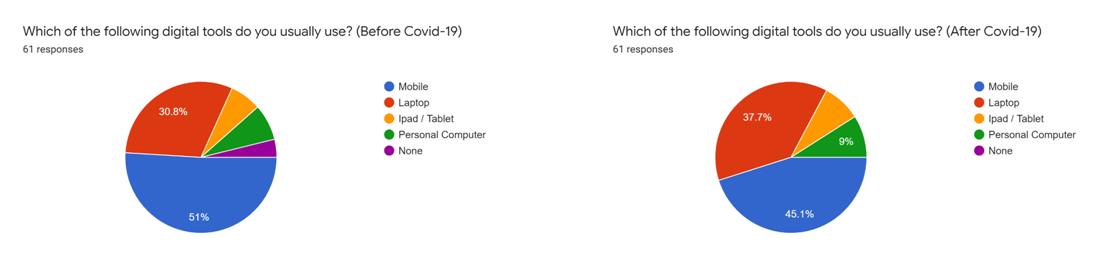 Which of the following digital tools do you usually use? (Before Covid-19)
61 responses
30.8%
51%
Mobile
Laptop
Ipad / Tablet
Personal Computer
None
Which of the following digital tools do you usually use? (After Covid-19)
61 responses
37.7%
9%
45.1%
Mobile
Laptop
Ipad / Tablet
Personal Computer
None